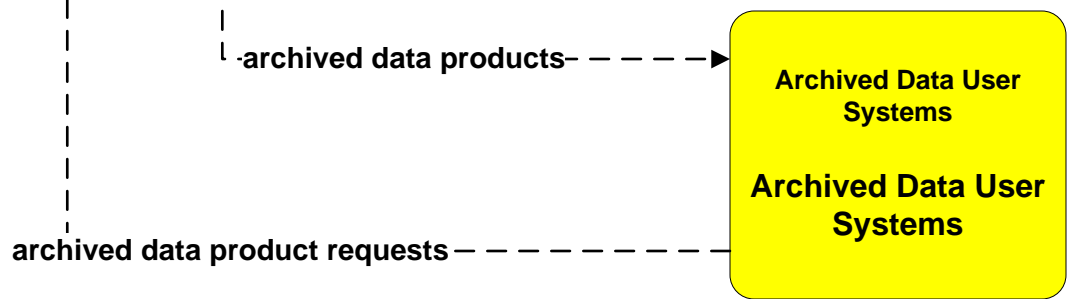 archived data products
Archived Data User
Systems
Archived Data User
Systems
archived data product requests